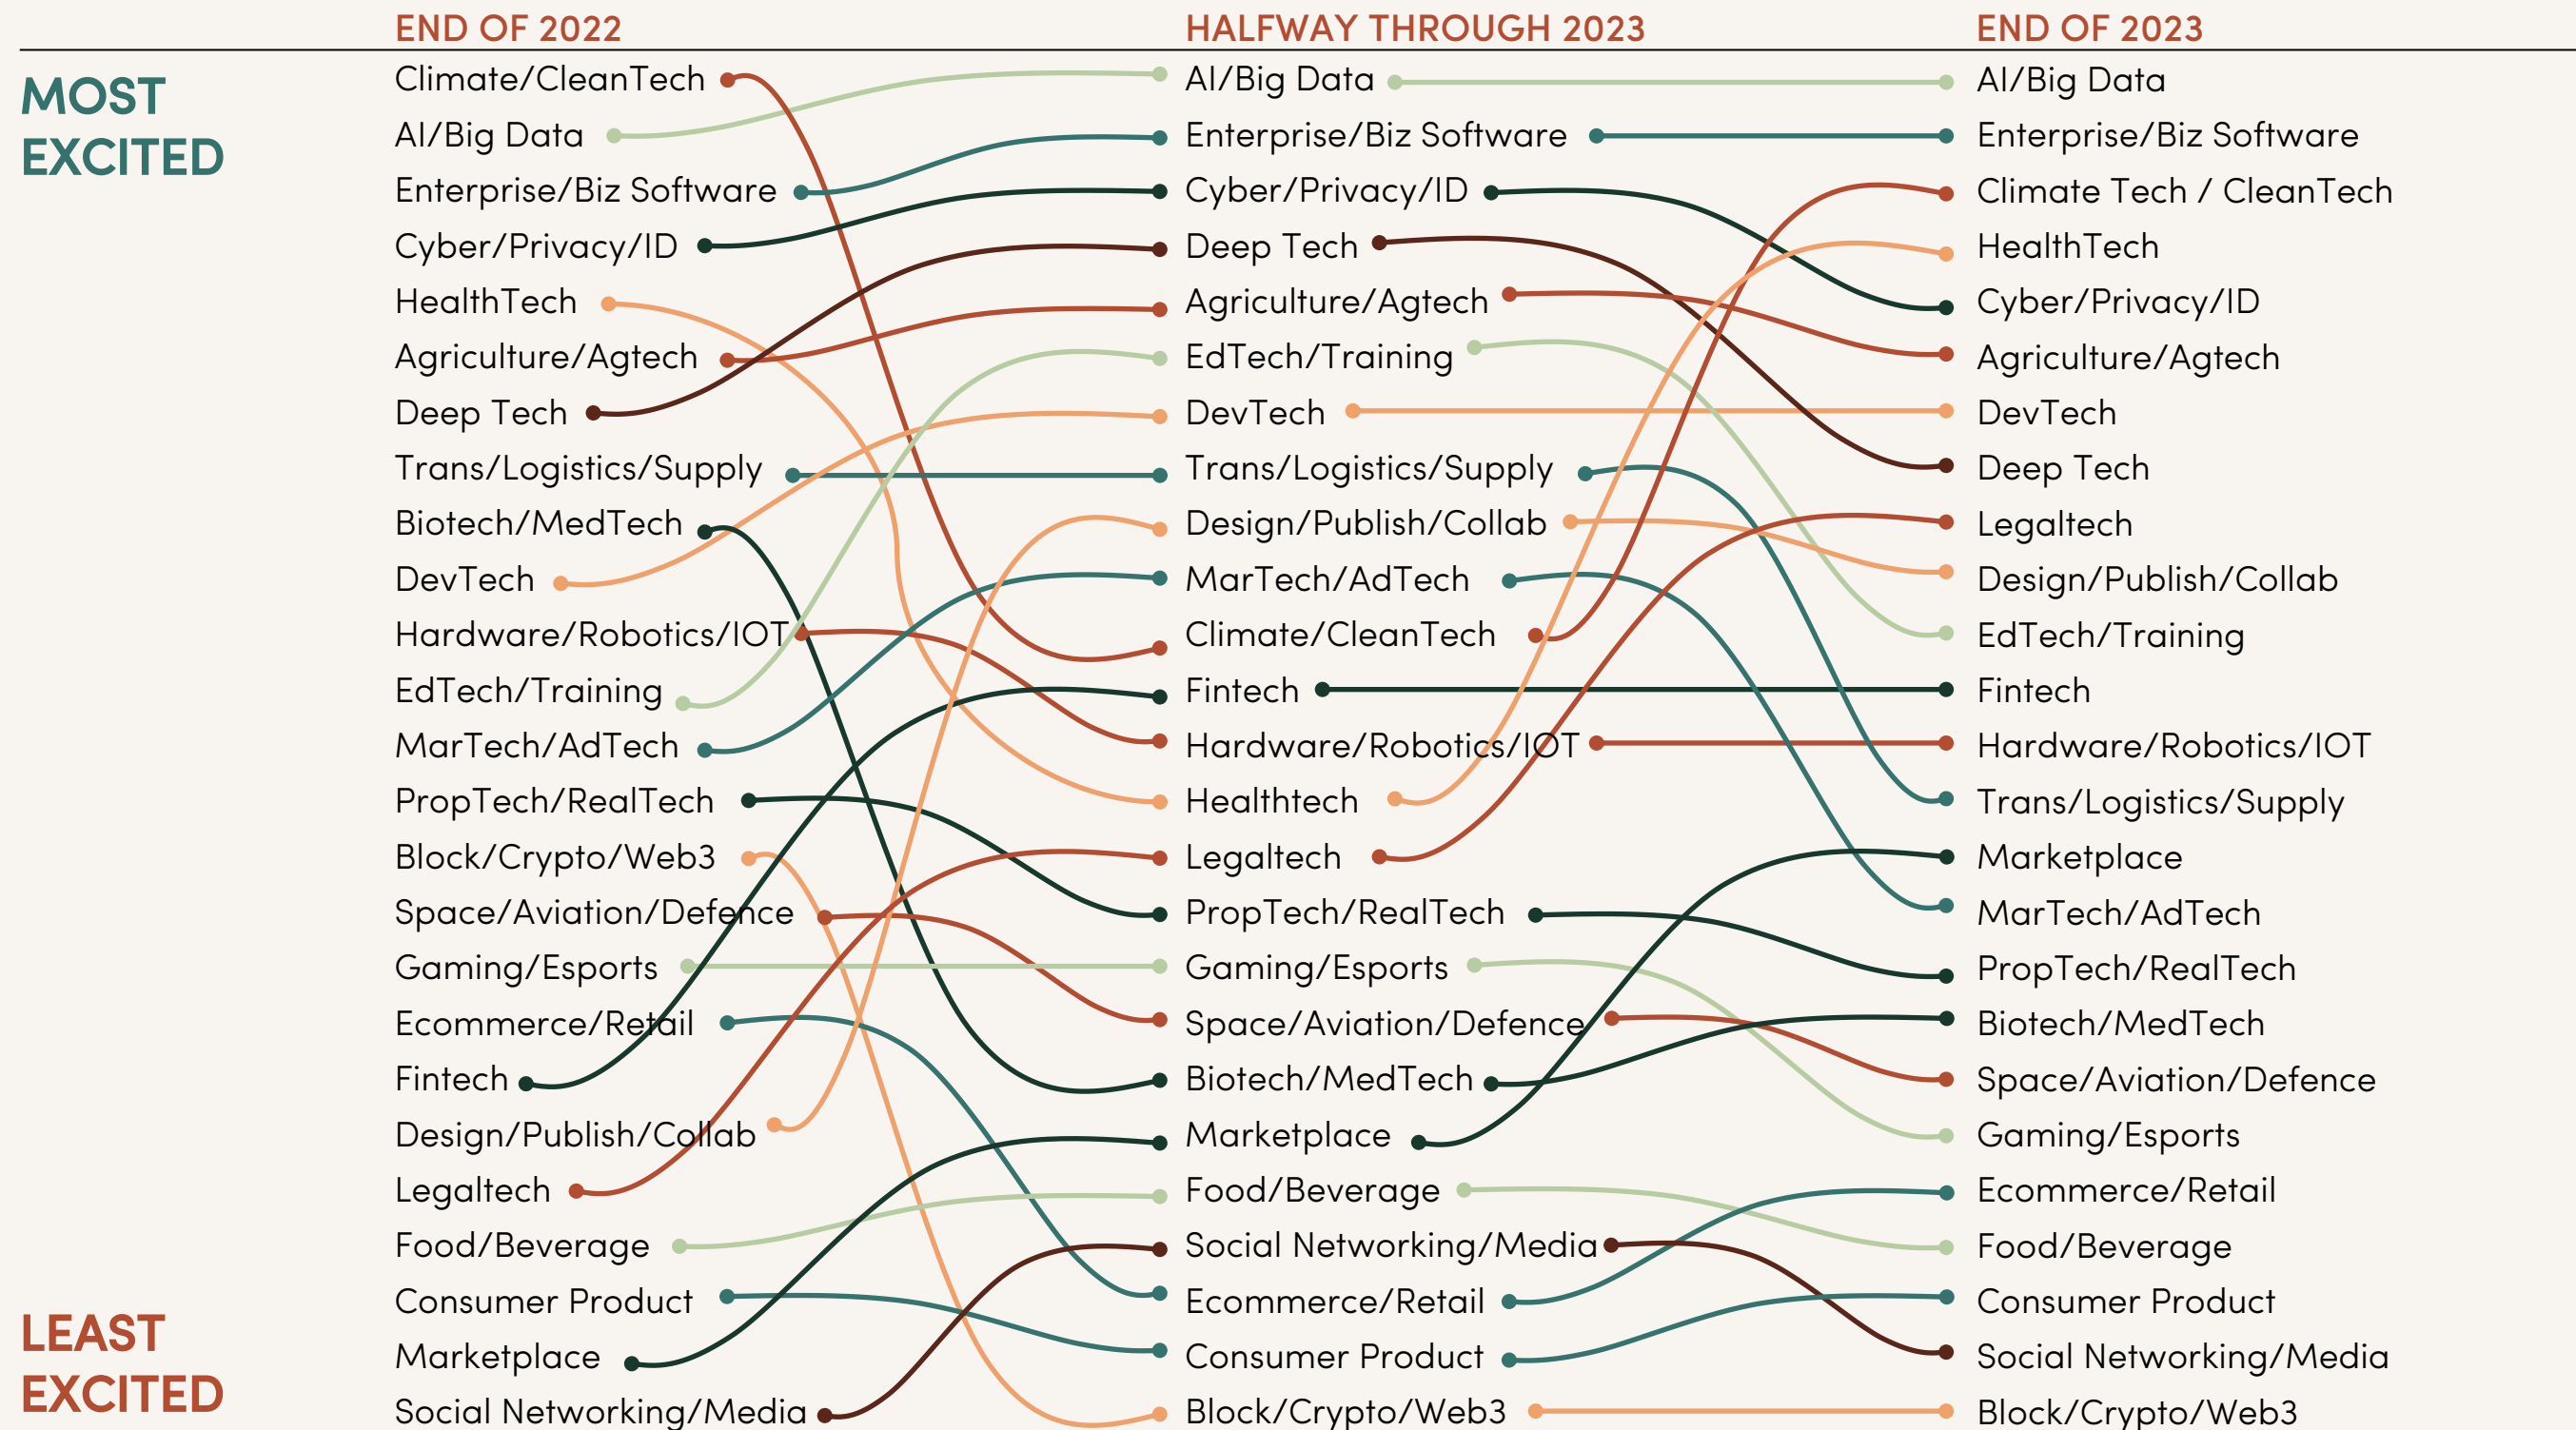 END OF 2022
HALFWAY THROUGH 2023
END OF 2023
MOST
EXCITED
LEAST
EXCITED
Climate/CleanTech
AI/Big Data
Enterprise/Biz Software
Cyber/Privacy/ID
HealthTech
Agriculture/Agtech
Deep Tech
Trans/Logistics/Supply
Biotech/MedTech
DevTech
Hardware/Robotics/IOT
EdTech/Training
MarTech/AdTech
PropTech/RealTech
Block/Crypto/Web3
Space/Aviation/Defence
Gaming/Esports
Ecommerce/Retail
Fintech
Design/Publish/Collab
Legaltech
Food/Beverage
Consumer Product
Marketplace
Social Networking/Media
AI/Big Data
Enterprise/Biz Software
Cyber/Privacy/ID
Deep Tech
Agriculture/Agtech
EdTech/Training
DevTech
Trans/Logistics/Supply
Design/Publish/Collab
MarTech/AdTech
Climate/CleanTech
Fintech
Hardware/Robotics/IOT
Healthtech
Legaltech
PropTech/RealTech
Gaming/Esports
Space/Aviation/Defence
Biotech/MedTech
Marketplace
Food/Beverage
Social Networking/Media
Ecommerce/Retail
Consumer Product
Block/Crypto/Web3
AI/Big Data
Enterprise/Biz Software
Climate Tech / CleanTech
HealthTech
Cyber/Privacy/ID
Agriculture/Agtech
DevTech
Deep Tech
Legaltech
Design/Publish/Collab
EdTech/Training
Fintech
Hardware/Robotics/IOT
Trans/Logistics/Supply
Marketplace
MarTech/AdTech
PropTech/RealTech
Biotech/MedTech
Space/Aviation/Defence
Gaming/Esports
Ecommerce/Retail
Food/Beverage
Consumer Product
Social Networking/Media
Block/Crypto/Web3